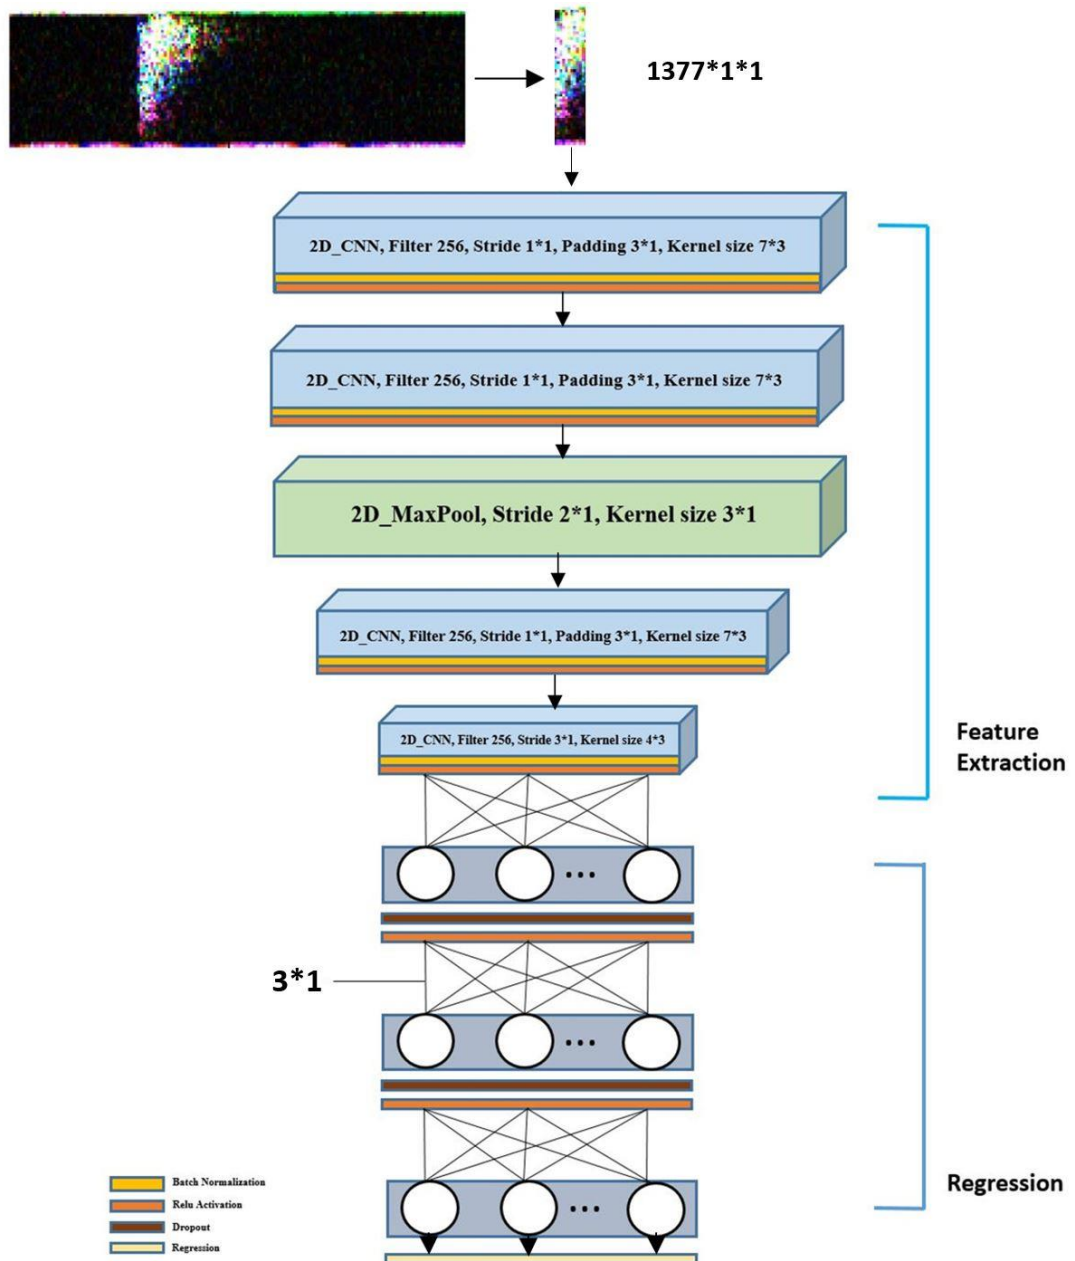 1377*1*1
2D_CNN, Filter 256, Stride 1*1, Padding 3*1, Kernel size 7*3
2D_CNN, Filter 256, Stride 1*1, Padding 3*1, Kernel size 7*3
2D_MaxPool, Stride 2*1, Kernel size 3*1
2D_CNN, Filter 256, Stride 1*1, Padding 3*1, Kernel size 7*3
2D_CNN, Filter 256, Stride 3*1, Kernel size 4*3
Feature
Extraction
...
3*1
...
Regression
...
Batch Normalization
Relu Activation
Dropout
Regression